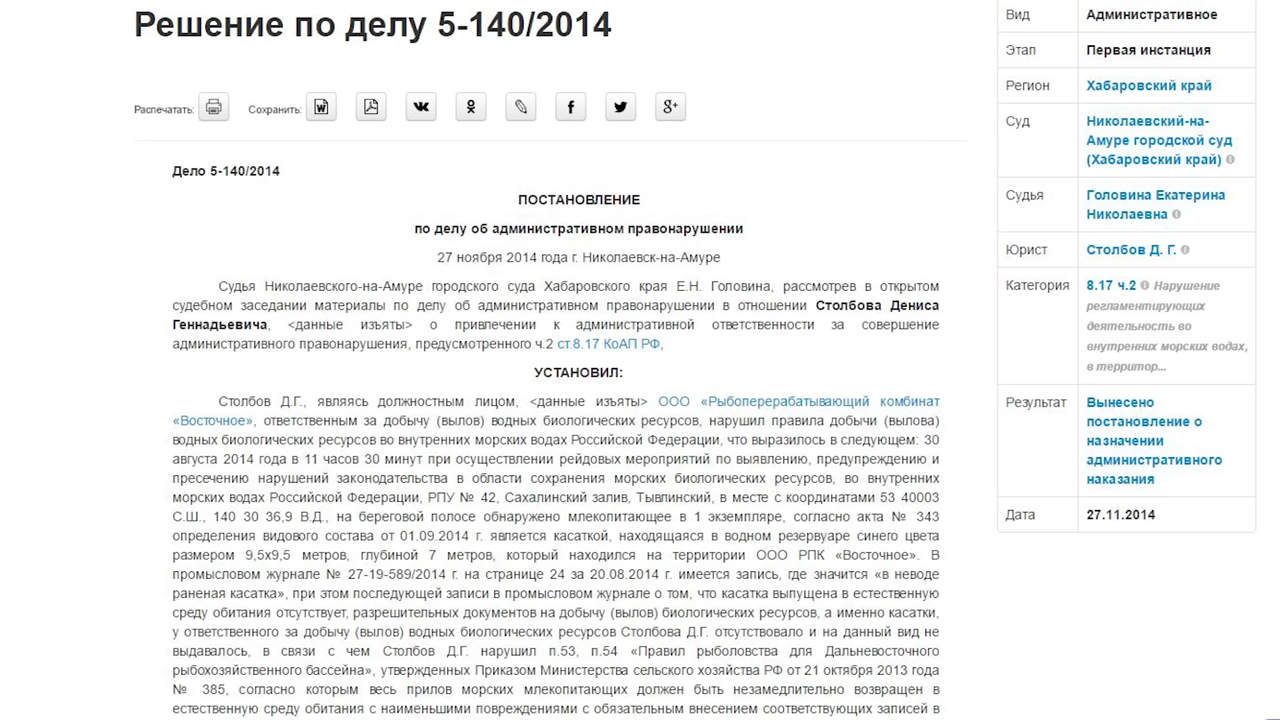 Решение по делу 5-140/2014
Распечатать:
Сохранить:
Дело 5-140/2014
ПОСТАНОВЛЕНИЕ
по делу об административном правонарушении
27 ноября 2014 года г. Николаевск-на-Амуре
Судья Николаевского-на-Амуре городского суда Хабаровского края Е.Н. Головина, рассмотрев в открытом
судебном заседании материалы по делу об административном правонарушении в отношении Столбова Дениса
Геннадьевича, <данные изъяты> о привлечении к административной ответственности за совершение
административного правонарушения, предусмотренного ч.2 ст.8.17 КоАП РФ,
УСТАНОВИЛ:
Столбов Д.Г., являясь должностным лицом, <данные изъяты> ООО «Рыбоперерабатывающий комбинат
«Восточное», ответственным за добычу (вылов) водных биологических ресурсов, нарушил правила добычи (вылова)
водных биологических ресурсов во внутренних морских водах Российской Федерации, что выразилось в следующем: 30
августа 2014 года в 11 часов 30 минут при осуществлении рейдовых мероприятий по выявлению, предупреждению и
пресечению нарушений законодательства в области сохранения морских биологических ресурсов, во внутренних
морских водах Российской Федерации, РПУ № 42, Сахалинский залив, Тывлинский, в месте с координатами 53 40003
С.Ш., 140 30 36,9 В.Д., на береговой полосе обнаружено млекопитающее в 1 экземпляре, согласно акта № 343
определения видового состава от 01.09.2014 г. является касаткой, находящаяся в водном резервуаре синего цвета
размером 9,5х9,5 метров, глубиной 7 метров, который находился на территории ООО РПК «Восточное». В
промысловом журнале № 27-19-589/2014 г. на странице 24 за 20.08.2014 г. имеется запись, где значится «в неводе
раненая касатка», при этом последующей записи в промысловом журнале о том, что касатка выпущена в естественную
среду обитания отсутствует, разрешительных документов на добычу (вылов) биологических ресурсов, а именно касатки,
у ответственного за добычу (вылов) водных биологических ресурсов Столбова Д.Г. отсутствовало и на данный вид не
выдавалось, в связи с чем Столбов Д.Г. нарушил п.53, п.54 «Правил рыболовства для Дальневосточного
рыбохозяйственного бассейна», утвержденных Приказом Министерства сельского хозяйства РФ от 21 октября 2013 года
№ 385, согласно которым весь прилов морских млекопитающих должен быть незамедлительно возвращен в
естественную среду обитания с наименьшими повреждениями с обязательным внесением соответствующих записей в
Вид Административное
Этап Первая инстанция
Регион Хабаровский край
Суд Николаевский-на-
Амуре городской суд
(Хабаровский край)
Судья Головина Екатерина
Николаевна
Юрист Столбов Д. Г.
Категория 8.17 ч.2 Нарушение
регламентирующих
деятельность во
внутренних морских водах,
в территор...
Результат Вынесено
постановление о
назначении
административного
наказания
Дата 27.11.2014